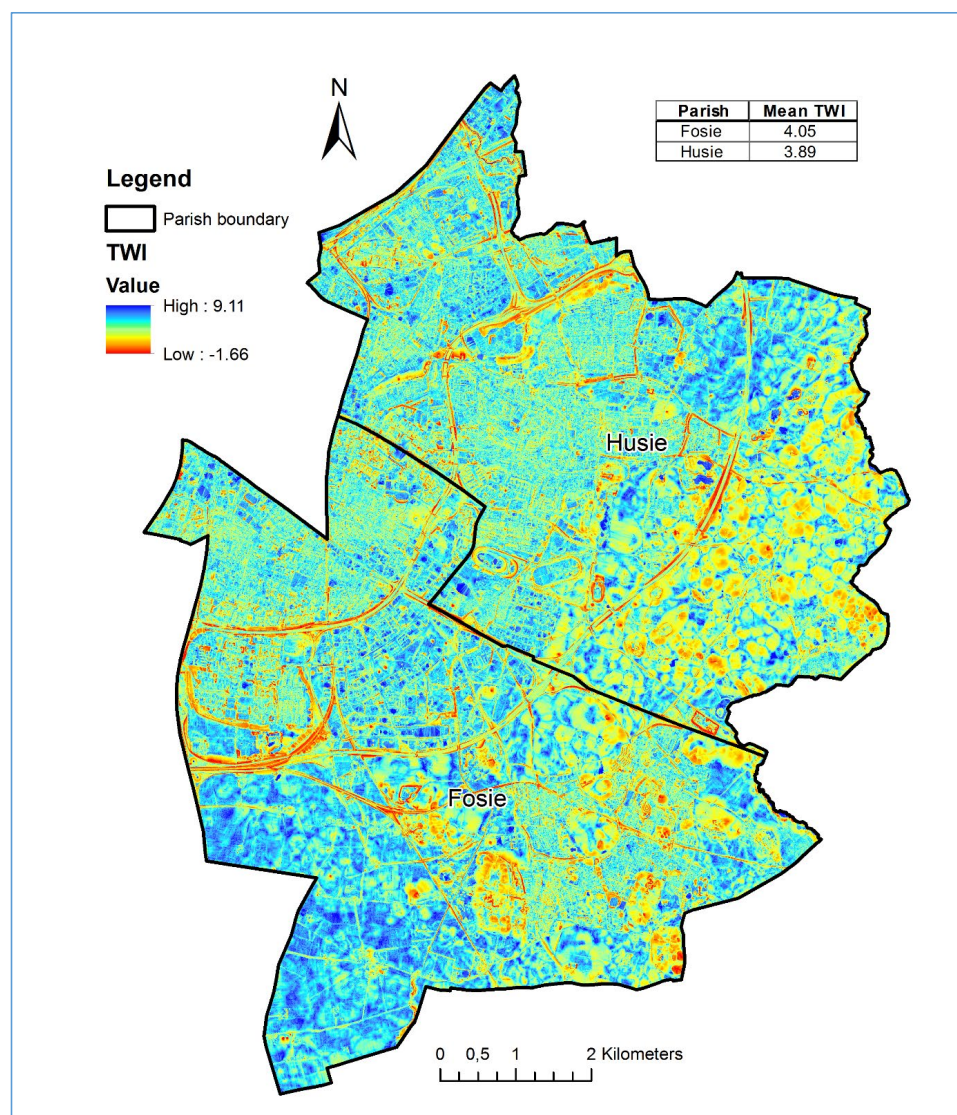 N
Parish Mean TWI
Fosie 4.05
Husie 3.89
Legend
Parish boundary
TWI
Value
High : 9.11
Low : -1.66
Husie
Fosie
0 0,5 1 2 Kilometers